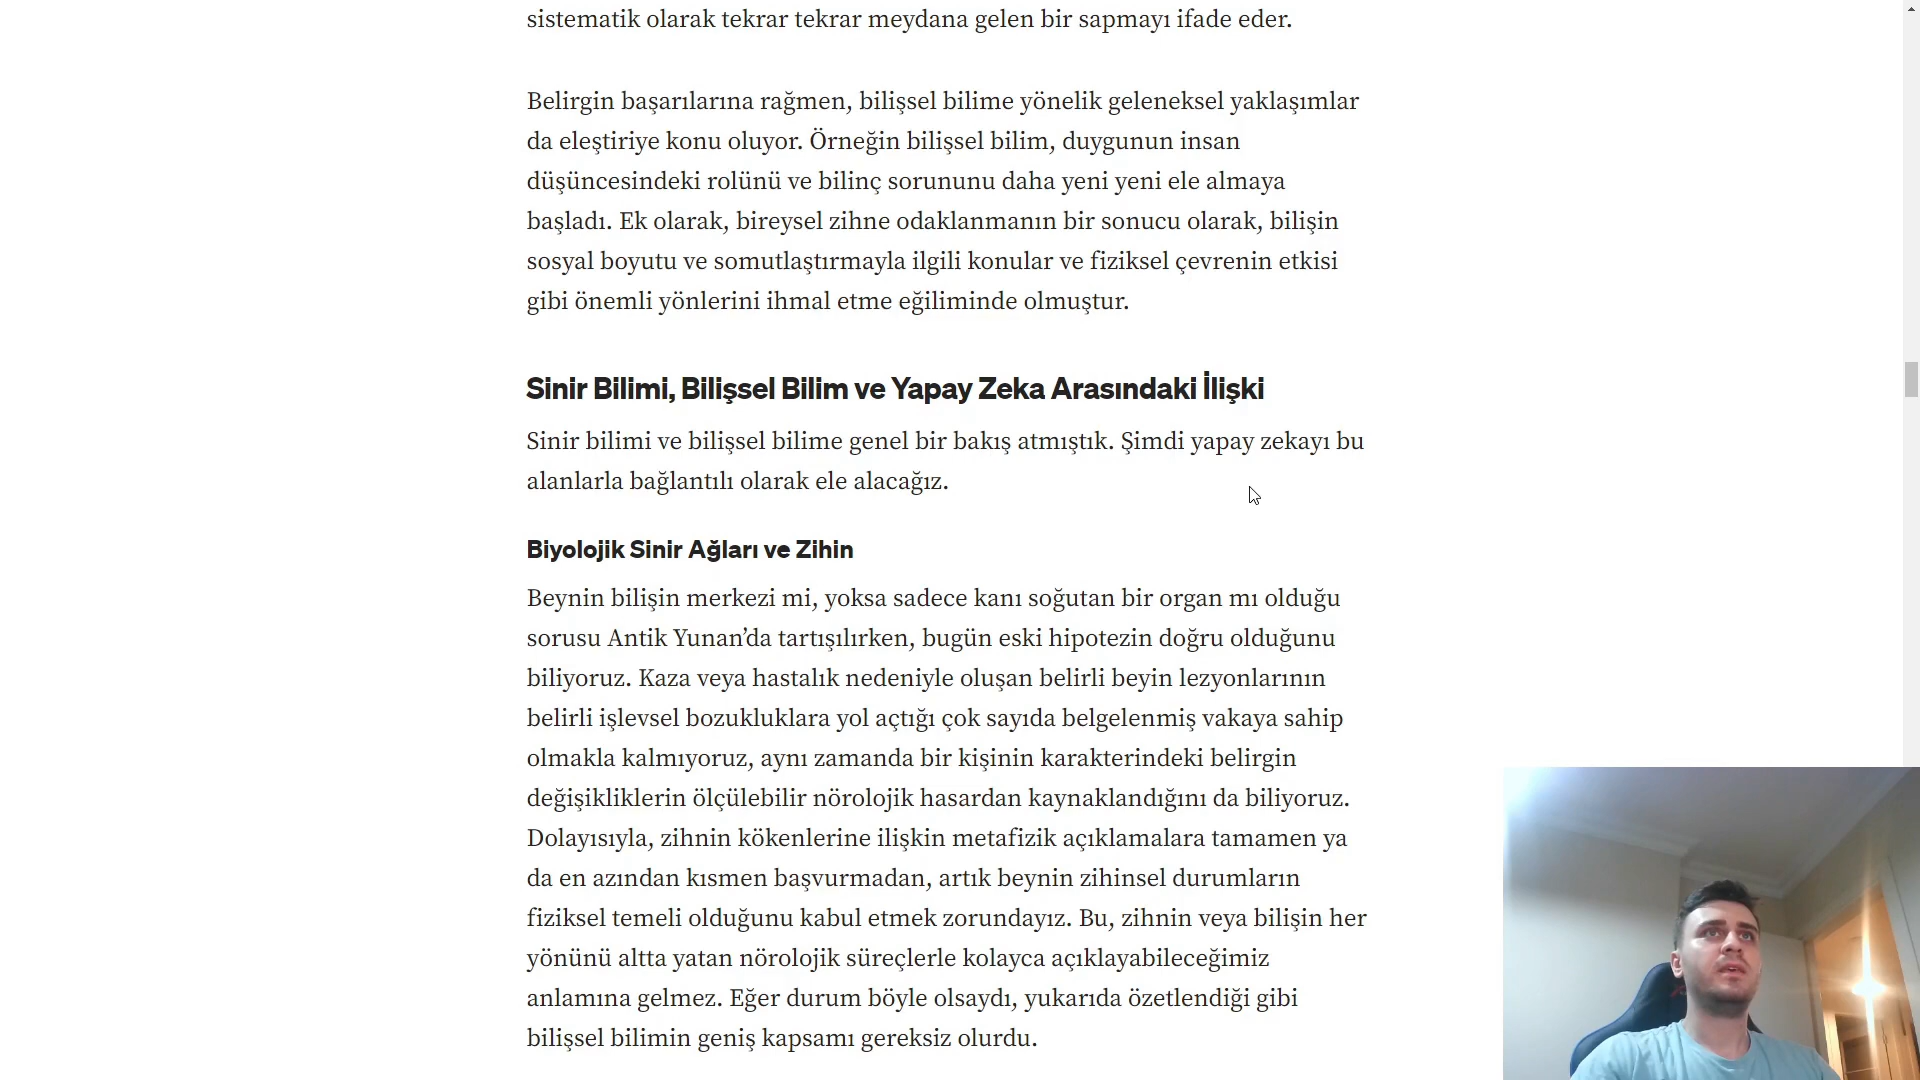 sistematik olarak tekrar tekrar meydana gelen bir sapmayı ifade eder.
Belirgin başarılarına rağmen, bilişsel bilime yönelik geleneksel yaklaşımlar
da eleştiriye konu oluyor. Örneğin bilişsel bilim, duygunun insan
düşüncesindeki rolünü ve bilinç sorununu daha yeni yeni ele almaya
başladı. Ek olarak, bireysel zihne odaklanmanın bir sonucu olarak, bilişin
sosyal boyutu ve somutlaştırmayla ilgili konular ve fiziksel çevrenin etkisi
gibi önemli yönlerini ihmal etme eğiliminde olmuştur.
Sinir Bilimi, Bilişsel Bilim ve Yapay Zeka Arasındaki İlişki
Sinir bilimi ve bilişsel bilime genel bir bakış atmıştık. Şimdi yapay zekayı bu
alanlarla bağlantılı olarak ele alacağız.
Biyolojik Sinir Ağları ve Zihin
Beynin bilişin merkezi mi, yoksa sadece kanı soğutan bir organ mı olduğu
sorusu Antik Yunan’da tartışılırken, bugün eski hipotezin doğru olduğunu
biliyoruz. Kaza veya hastalık nedeniyle oluşan belirli beyin lezyonlarının
belirli işlevsel bozukluklara yol açtığı çok sayıda belgelenmiş vakaya sahip
olmakla kalmıyoruz, aynı zamanda bir kişinin karakterindeki belirgin
değişikliklerin ölçülebilir nörolojik hasardan kaynaklandığını da biliyoruz.
Dolayısıyla, zihnin kökenlerine ilişkin metafizik açıklamalara tamamen ya
da en azından kısmen başvurmadan, artık beynin zihinsel durumların
fiziksel temeli olduğunu kabul etmek zorundayız. Bu, zihnin veya bilişin her
yönünü altta yatan nörolojik süreçlerle kolayca açıklayabileceğimiz
anlamına gelmez. Eğer durum böyle olsaydı, yukarıda özetlendiği gibi
bilişsel bilimin geniş kapsamı gereksiz olurdu.